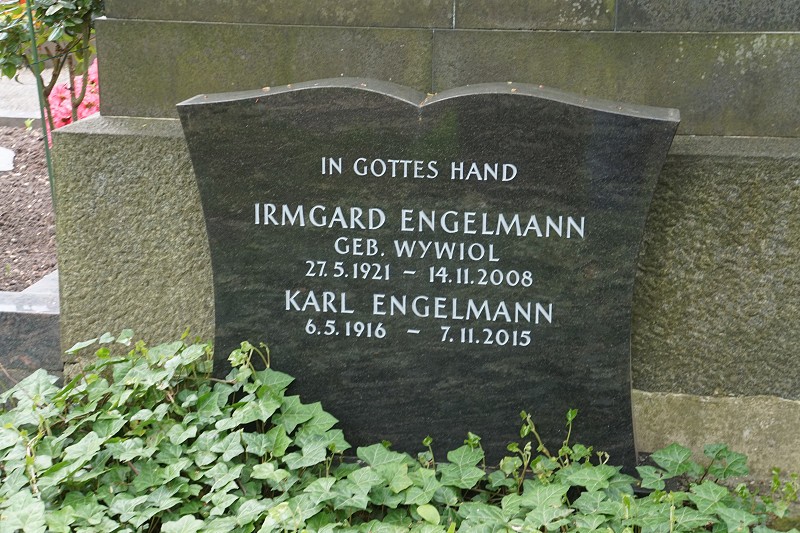 IN GOTTES HAND
IRMGARD ENGELMANN
GEB. WYWIOL
27.5.1921 – 14.11.2008
KARL ENGELMANN
6.5.1916 – 7.11.2015